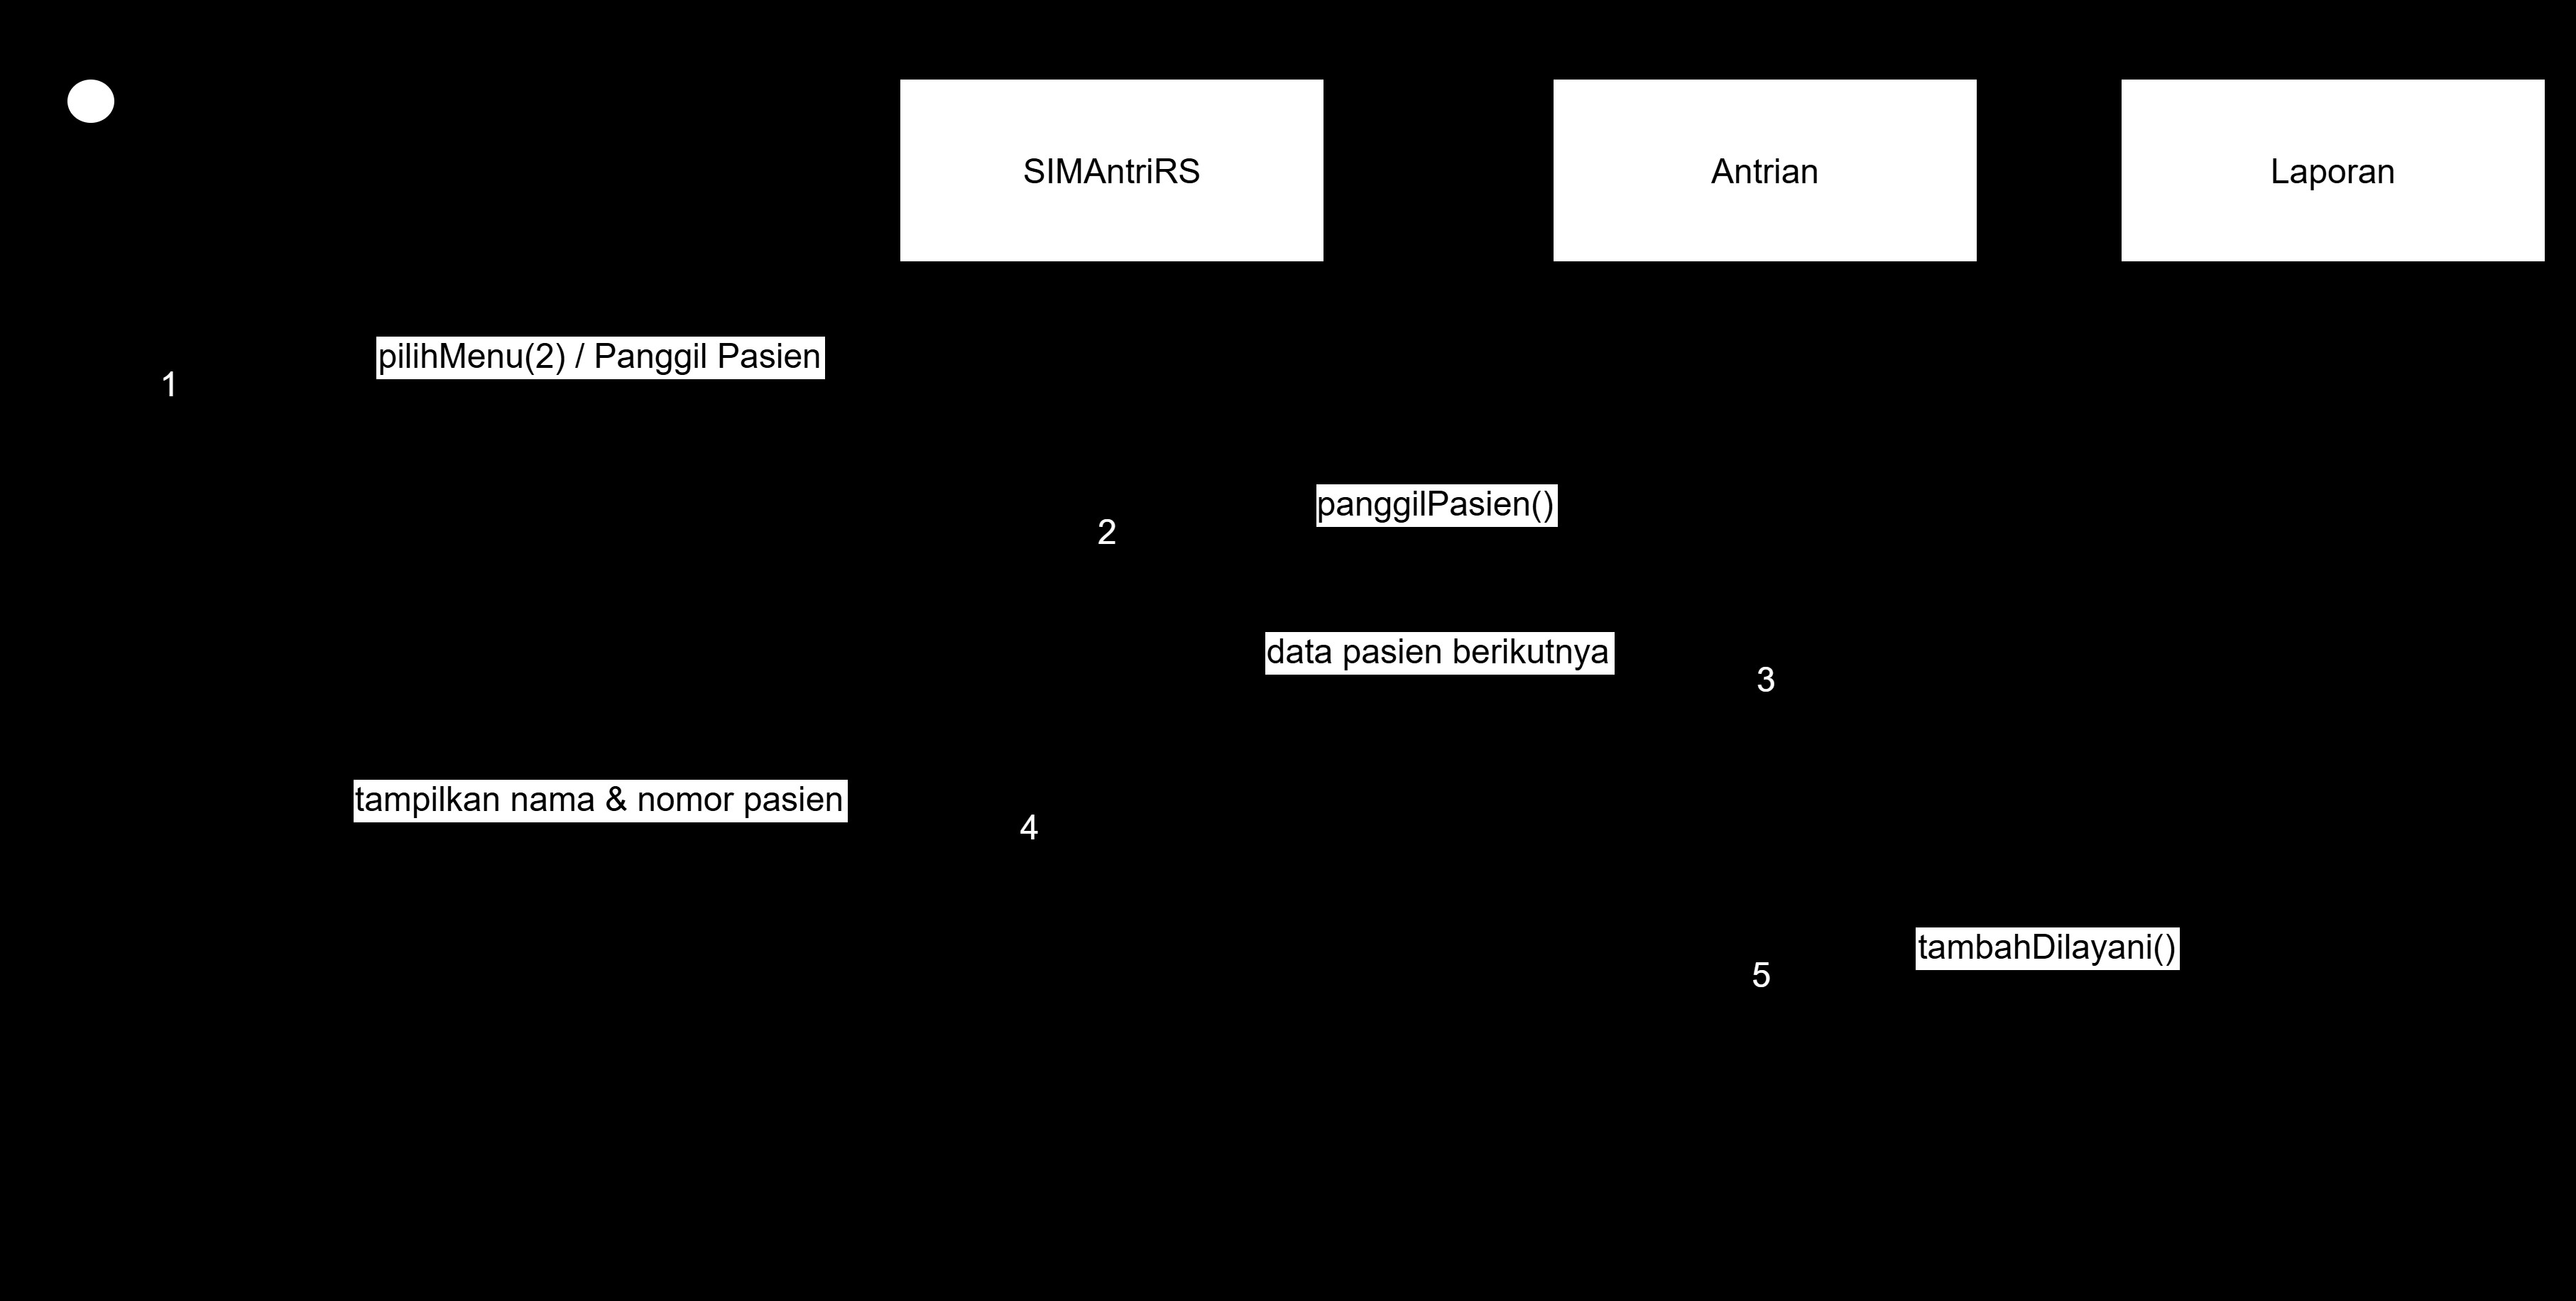 SIMAntriRS
Antrian
Laporan
pilihMenu(2) / Panggil Pasien
1
panggilPasien()
2
data pasien berikutnya
3
tampilkan nama & nomor pasien
4
tambahDilayani()
5